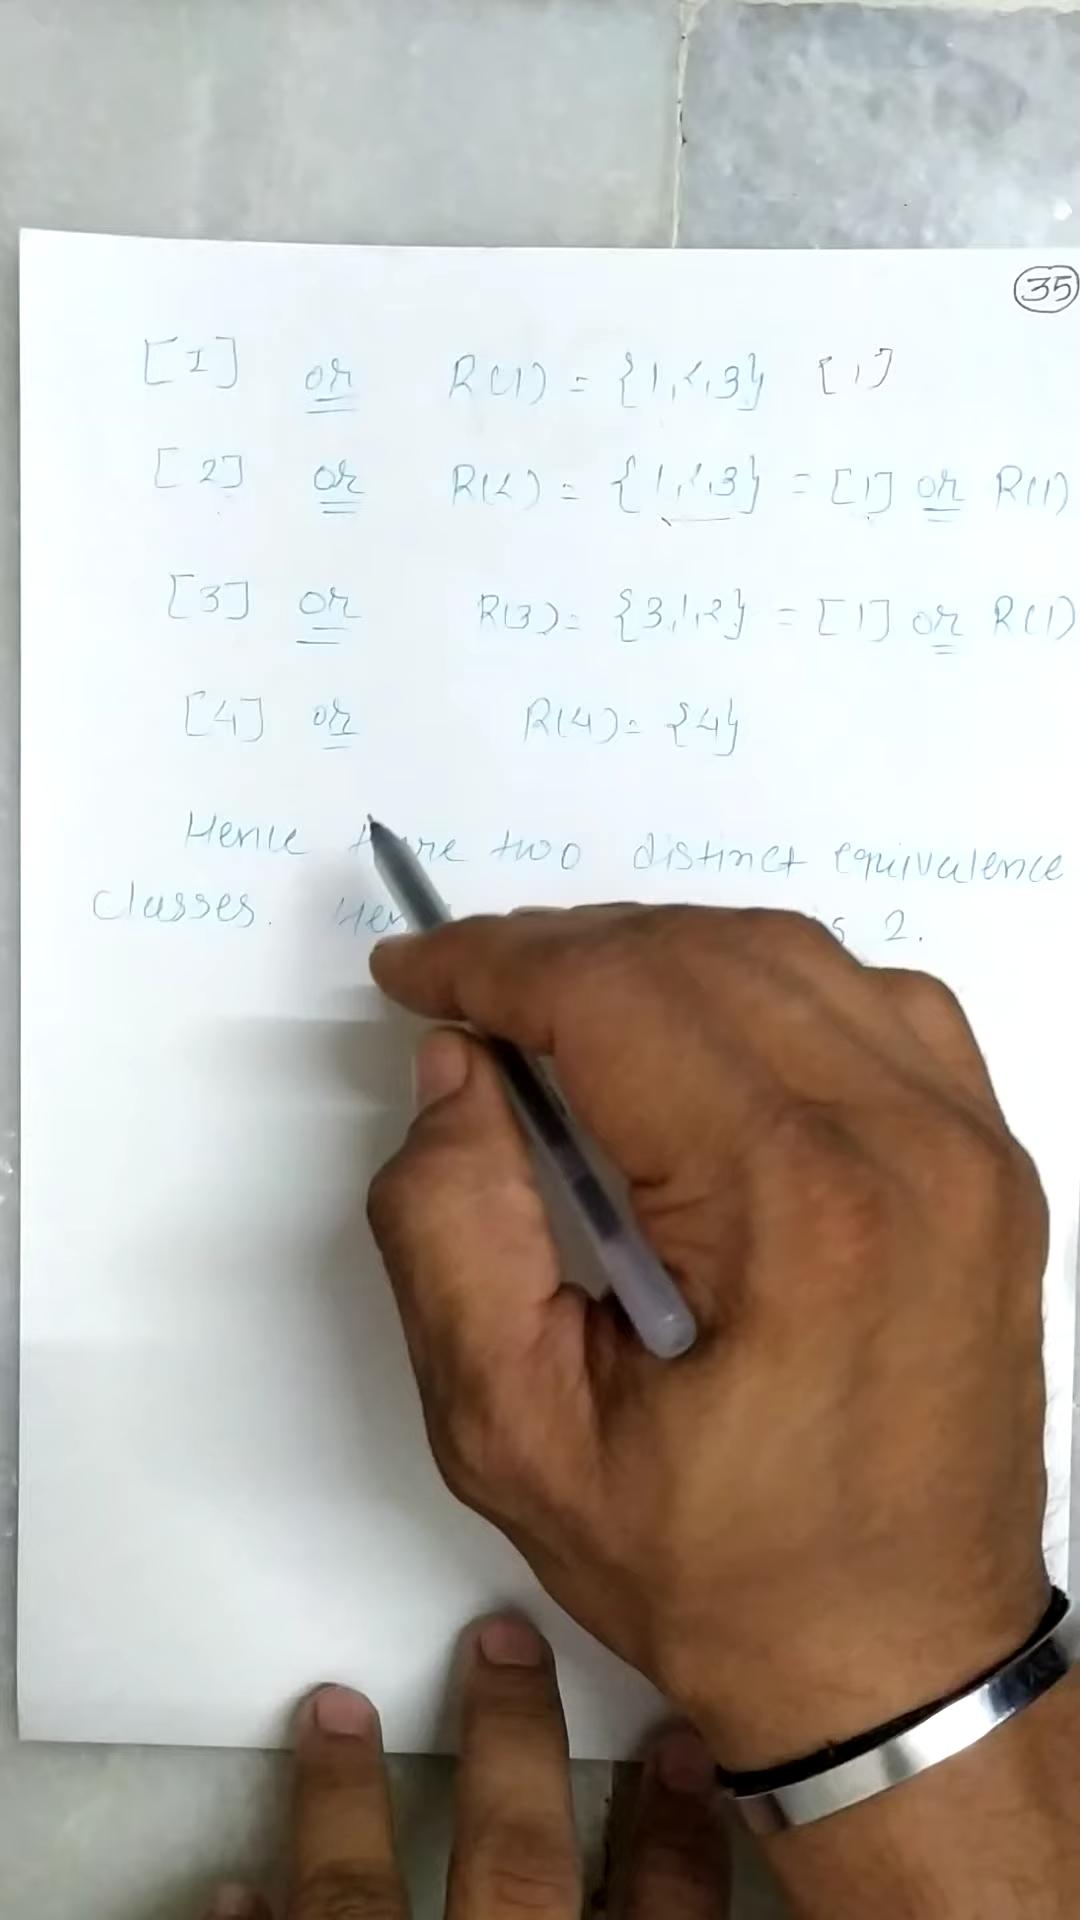 35
[1] or R(1) = {1,2,3} [1]
[2] or R(2) = {1,2,3} = [1] or R(1)
[3] or R(3) = {3,1,2} = [1] or R(1)
[4] or R(4) = {4}
Hence two distinct equivalence
classes. 2.